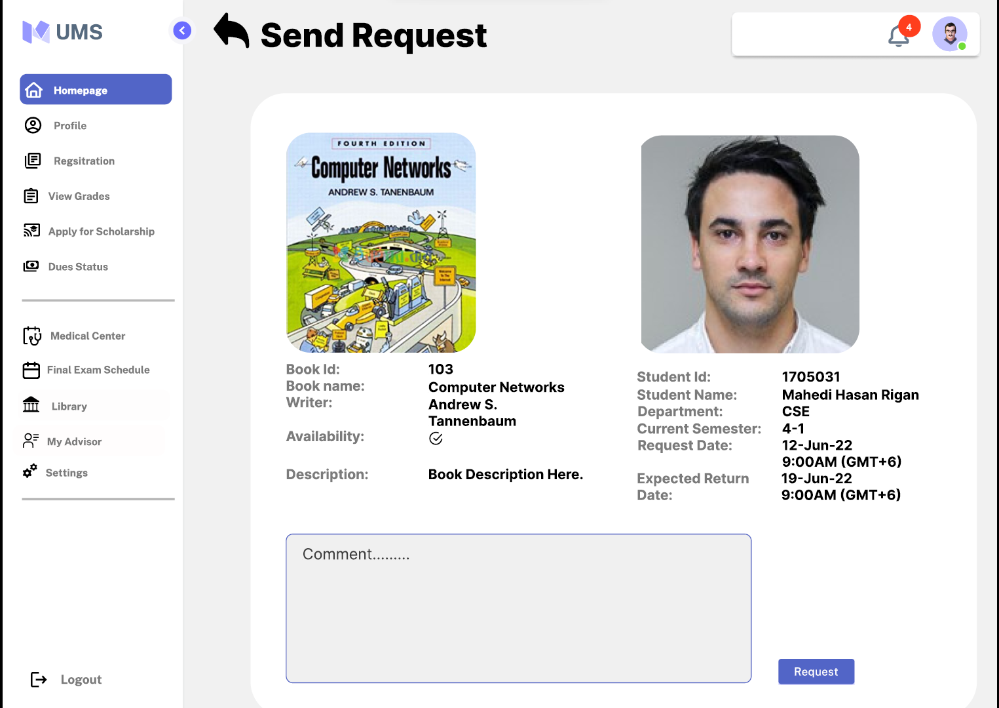 UMS
Send Request
4
Homepage
Profile
Regsitration
View Grades
Apply for Scholarship
Dues Status
Medical Center
Final Exam Schedule
Library
My Advisor
Settings
Logout
FOURTH EDITION
Computer Networks
ANDREW S. TANENBAUM
Book Id: 103
Book name: Computer Networks
Writer: Andrew S.
Tannenbaum
Availability:
Description: Book Description Here.
Student Id: 1705031
Student Name: Mahedi Hasan Rigan
Department: CSE
Current Semester: 4-1
Request Date: 12-Jun-22
9:00AM (GMT+6)
Expected Return 19-Jun-22
Date: 9:00AM (GMT+6)
Comment.........
Request